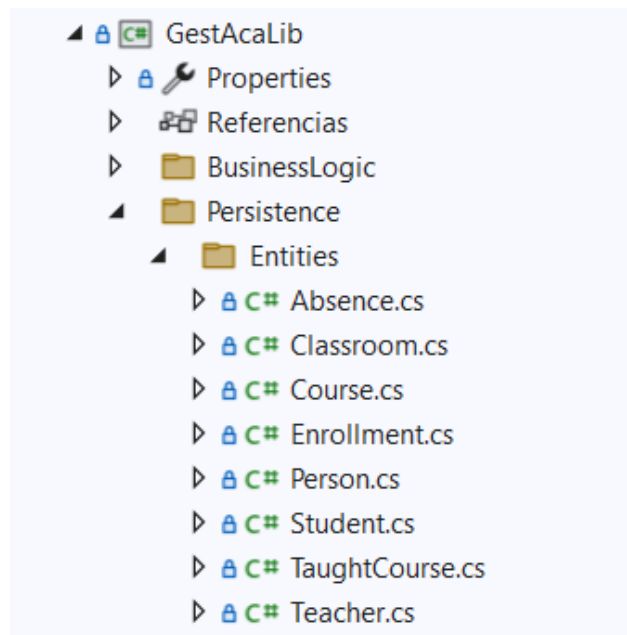 C# GestAcaLib
Properties
Referencias
BusinessLogic
Persistence
Entities
C# Absence.cs
C# Classroom.cs
C# Course.cs
C# Enrollment.cs
C# Person.cs
C# Student.cs
C# TaughtCourse.cs
C# Teacher.cs